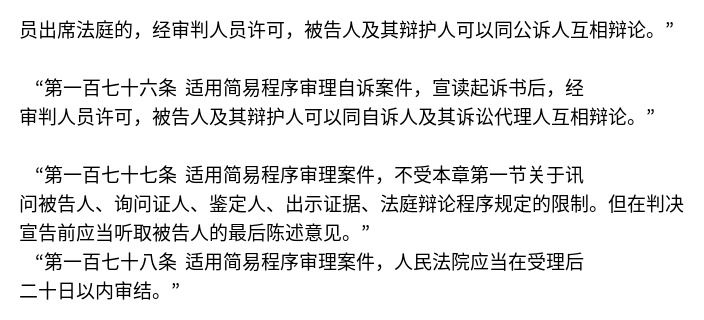 员出席法庭的，经审判人员许可，被告人及其辩护人可以同公诉人互相辩论。”
“第一百七十六条 适用简易程序审理自诉案件，宣读起诉书后，经
审判人员许可，被告人及其辩护人可以同自诉人及其诉讼代理人互相辩论。”
“第一百七十七条 适用简易程序审理案件，不受本章第一节关于讯
问被告人、询问证人、鉴定人、出示证据、法庭辩论程序规定的限制。但在判决
宣告前应当听取被告人的最后陈述意见。”
“第一百七十八条 适用简易程序审理案件，人民法院应当在受理后
二十日以内审结。”